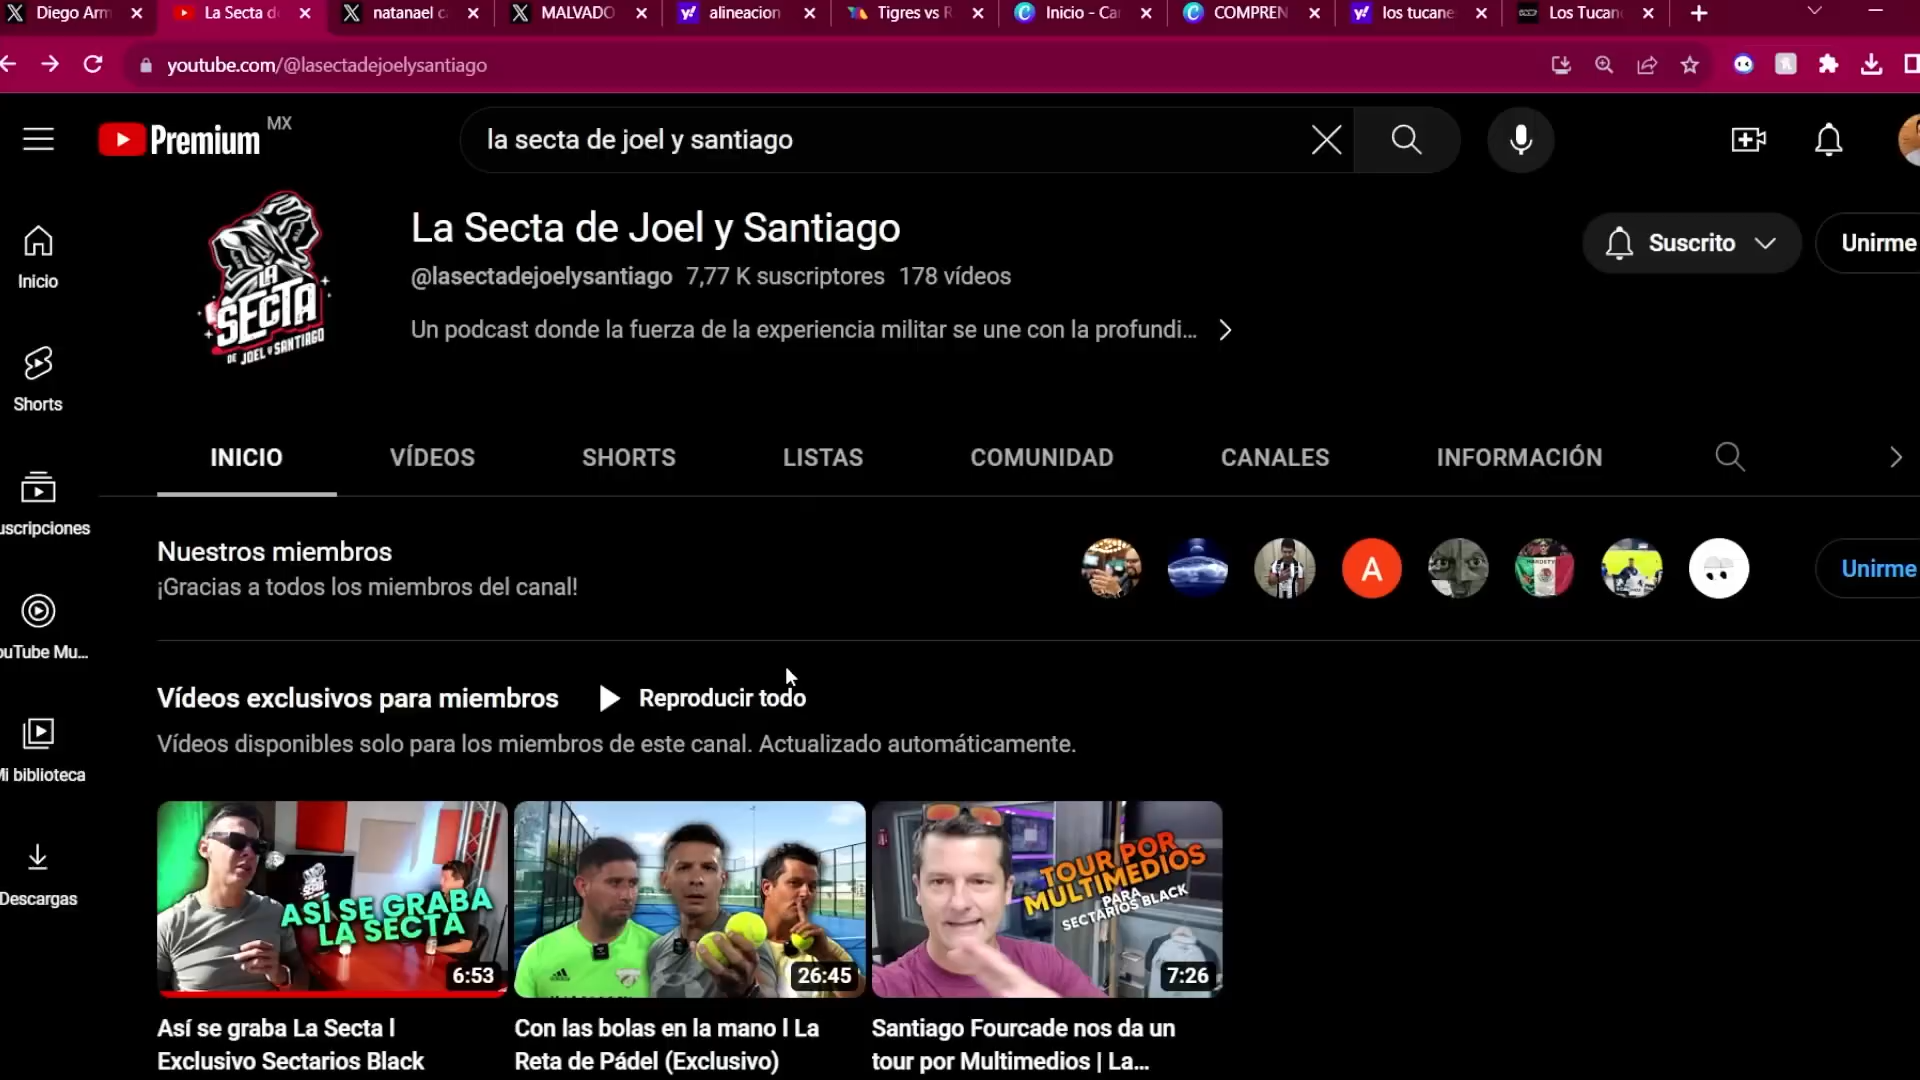 Diego Arm
La Secta d
natanael c
MALVADO
alineacion
Tigres vs R
Inicio - Ca
COMPREN
los tucane
Los Tucan
youtube.com/@lasectadejoelysantiago
Premium MX
la secta de joel y santiago
La Secta de Joel y Santiago
@lasectadejoelysantiago 7,77 K suscriptores 178 vídeos
Un podcast donde la fuerza de la experiencia militar se une con la profundi...
Suscrito
Unirme
LA
SECTA
DE JOEL Y SANTIAGO
Inicio
Shorts
uscripciones
ouTube Mu...
Mi biblioteca
Descargas
INICIO
VÍDEOS
SHORTS
LISTAS
COMUNIDAD
CANALES
INFORMACIÓN
Nuestros miembros
¡Gracias a todos los miembros del canal!
A
Unirme
Vídeos exclusivos para miembros
Reproducir todo
Vídeos disponibles solo para los miembros de este canal. Actualizado automáticamente.
ASÍ SE GRABA
LA SECTA
6:53
26:45
TOUR POR
MULTIMEDIOS
PARA
SECTARIOS BLACK
7:26
Así se graba La Secta l
Exclusivo Sectarios Black
Con las bolas en la mano l La
Reta de Pádel (Exclusivo)
Santiago Fourcade nos da un
tour por Multimedios | La...